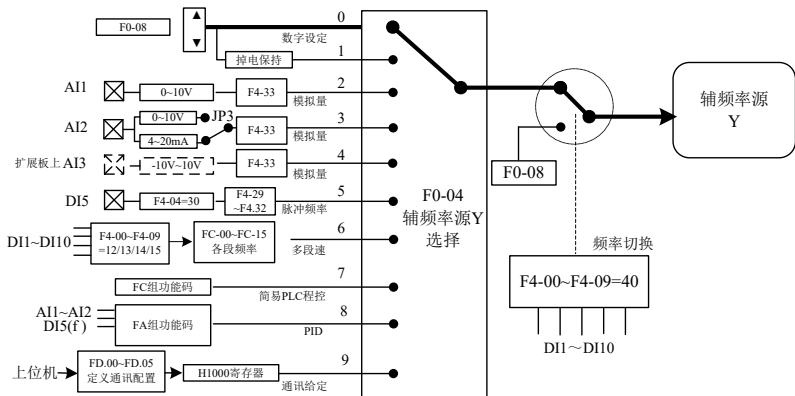 F0-08
0
数字设定
掉电保持
1
AI1
0~10V
F4-33
2
模拟量
AI2
0~10V
4~20mA
JP3
F4-33
3
模拟量
扩展板上 AI3
-10V~10V
F4-33
4
模拟量
DI5
F4-04=30
F4-29
~F4.32
5
脉冲频率
DI1~DI10
F4-00~F4-09
=12/13/14/15
FC-00~FC-15
各段频率
6
多段速
FC组功能码
7
简易PLC程控
AI1~AI2
DI5(f)
FA组功能码
8
PID
上位机
FD.00~FD.05
定义通讯配置
H1000寄存器
9
通讯给定
F0-04
辅频率源Y
选择
F0-08
辅频率源
Y
频率切换
F4-00~F4-09=40
DI1～DI10